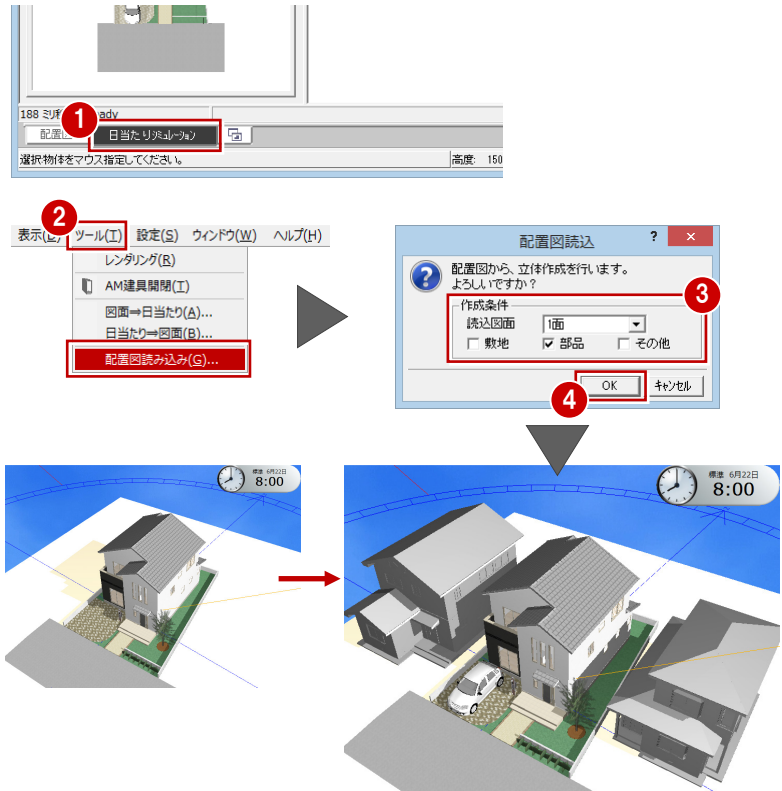 188 ミリ
ady
1
配置
日当たりシミュレーション
選択物体をマウス指定してください。
高度: 150
2
表示(
ツール(T)
設定(S)
ウィンドウ(W)
ヘルプ(H)
レンダリング(R)
AM建具開閉(T)
図面⇒日当たり(A)...
日当たり⇒図面(B)...
配置図読み込み(G)...
配置図読込
?
×
配置図から、立体作成を行います。
よろしいですか?
3
作成条件
読込図面
1面
敷地
部品
その他
OK
キャンセル
4
標準 6月22日
8:00
標準 6月22日
8:00